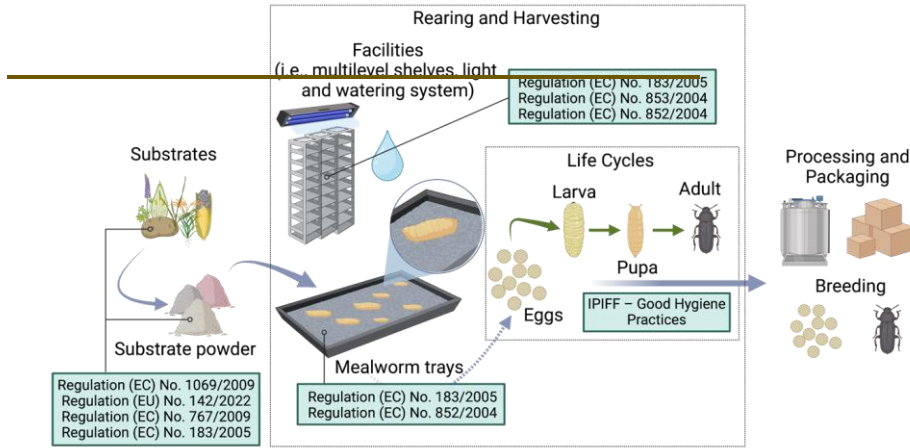 Rearing and Harvesting
Facilities
(i.e., multilevel shelves, light
and watering system)
Regulation (EC) No. 183/2005
Regulation (EC) No. 853/2004
Regulation (EC) No. 852/2004
Substrates
Life Cycles
Larva
Adult
Pupa
Eggs
IPIFF – Good Hygiene
Practices
Processing and
Packaging
Breeding
Substrate powder
Mealworm trays
Regulation (EC) No. 1069/2009
Regulation (EU) No. 142/2022
Regulation (EC) No. 767/2009
Regulation (EC) No. 183/2005
Regulation (EC) No. 183/2005
Regulation (EC) No. 852/2004